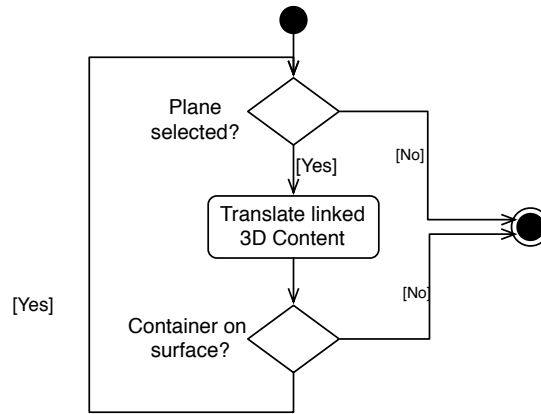 Plane
selected?
[Yes]
[No]
Translate linked
3D Content
[No]
[Yes]
Container on
surface?